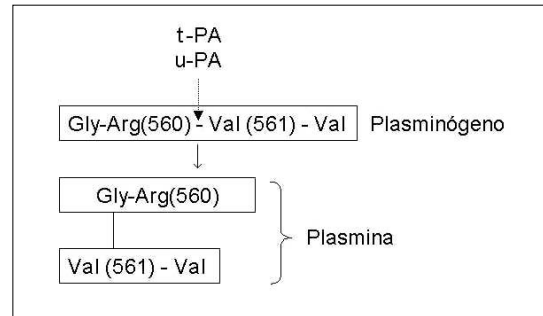 t-PA
u-PA
Gly-Arg(560) - Val (561) - Val Plasminógeno
Gly-Arg(560)
Plasmina
Val (561) - Val